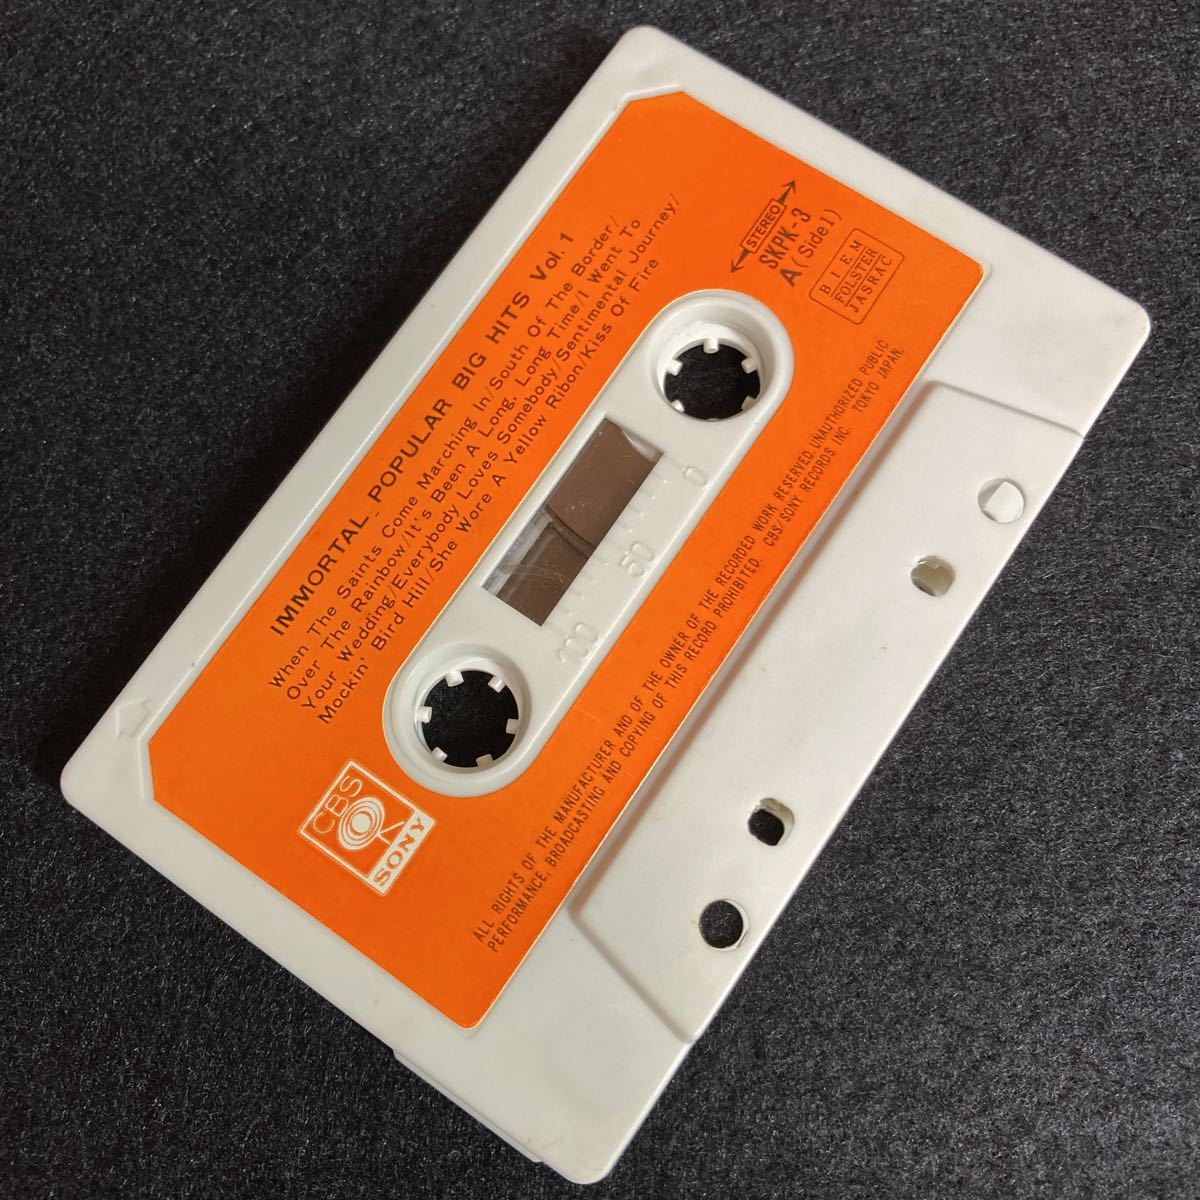 IMMORTAL POPULAR BIG HITS Vol. 1
When The Saints Come Marching In/South Of The Border/
Over The Rainbow/It's Been A Long, Long Time/I Went To
Your Wedding/Everybody Loves Somebody/Sentimental Journey/
Mockin' Bird Hill/She Wore A Yellow Ribon/Kiss Of Fire
STEREO
SKPK-3
A (Side 1)
BIEM
FOLSTER
JASRAC
0
50
100
CBS
SONY
ALL RIGHTS OF THE MANUFACTURER AND OF THE OWNER OF THE RECORDED WORK RESERVED. UNAUTHORIZED PUBLIC
PERFORMANCE, BROADCASTING AND COPYING OF THIS RECORD PROHIBITED. CBS/SONY RECORDS INC. TOKYO JAPAN.